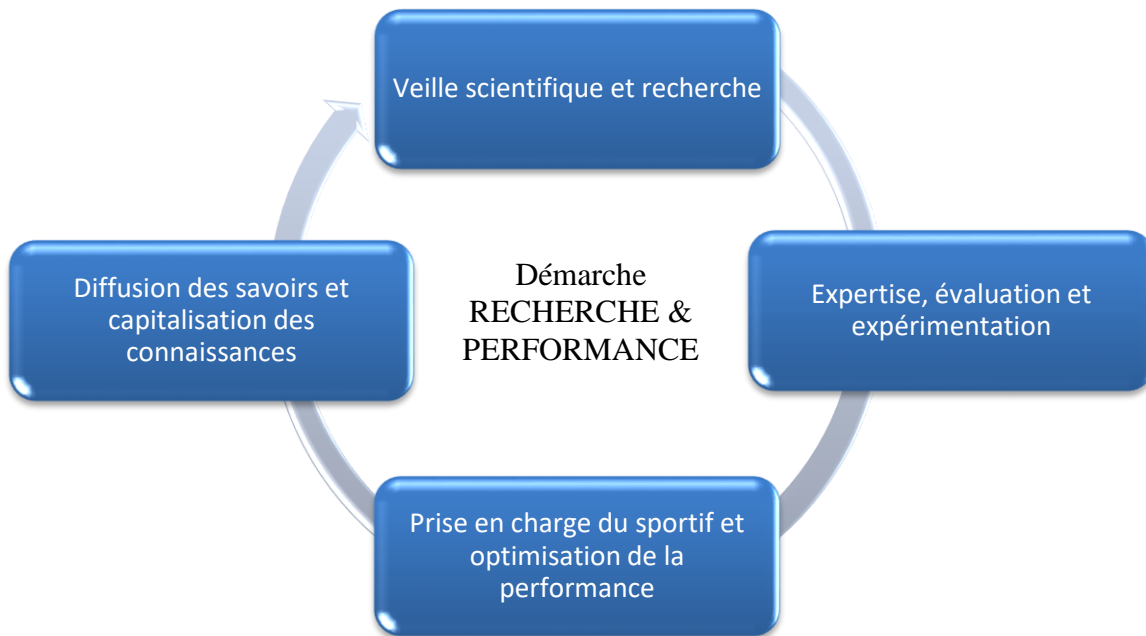 Veille scientifique et recherche
Expertise, évaluation et
expérimentation
Prise en charge du sportif et
optimisation de la
performance
Diffusion des savoirs et
capitalisation des
connaissances
Démarche
RECHERCHE &
PERFORMANCE